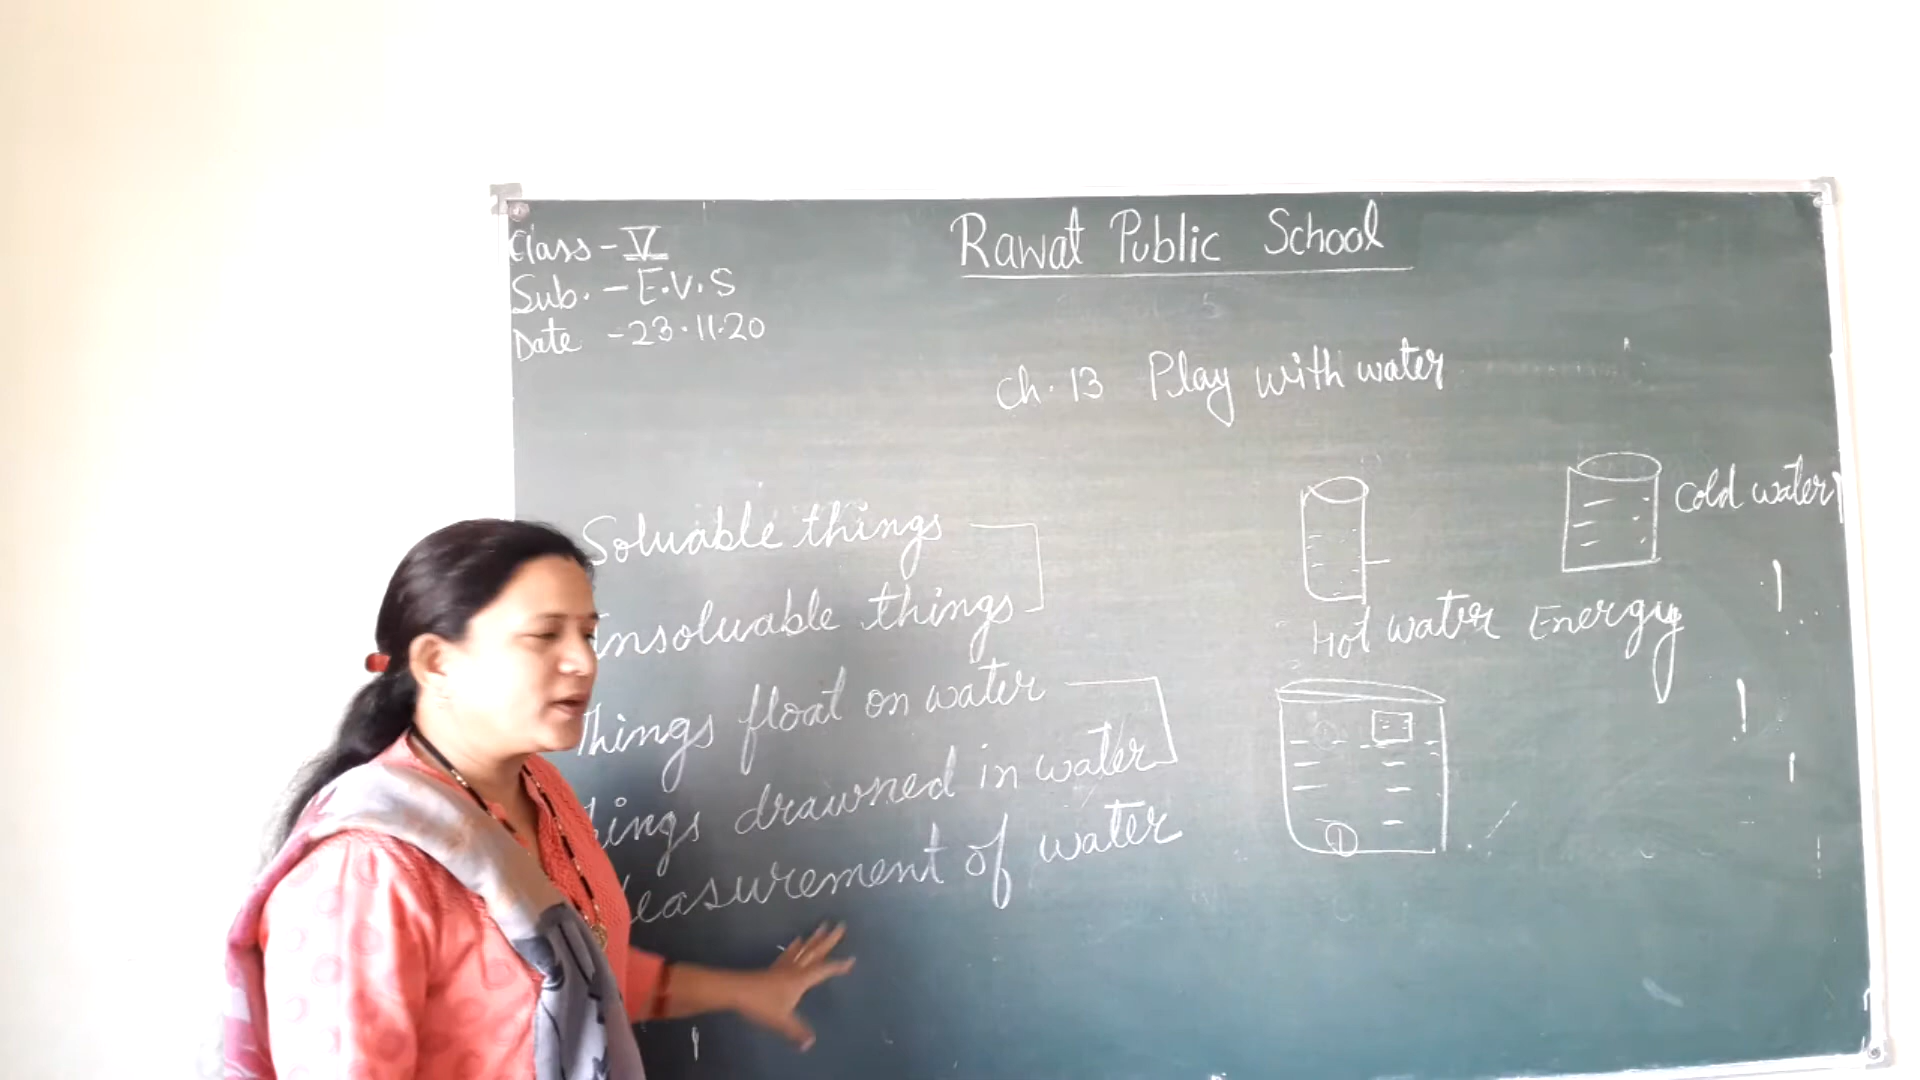 Rawat Public School
Class - V
Sub. - E.V.S
Date - 23.11.20
Ch. 13 Play with water
Soluable things
Insoluable things
Things float on water
things drawned in water
Measurement of water
Cold water
Hot water Energy